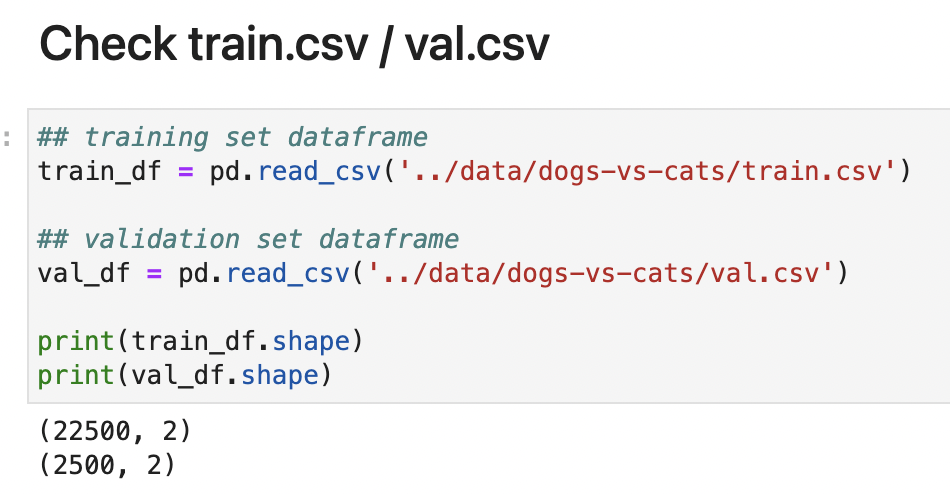 Check train.csv / val.csv
:
## training set dataframe
train_df = pd.read_csv('../data/dogs-vs-cats/train.csv')
## validation set dataframe
val_df = pd.read_csv('../data/dogs-vs-cats/val.csv')
print(train_df.shape)
print(val_df.shape)
(22500, 2)
(2500, 2)